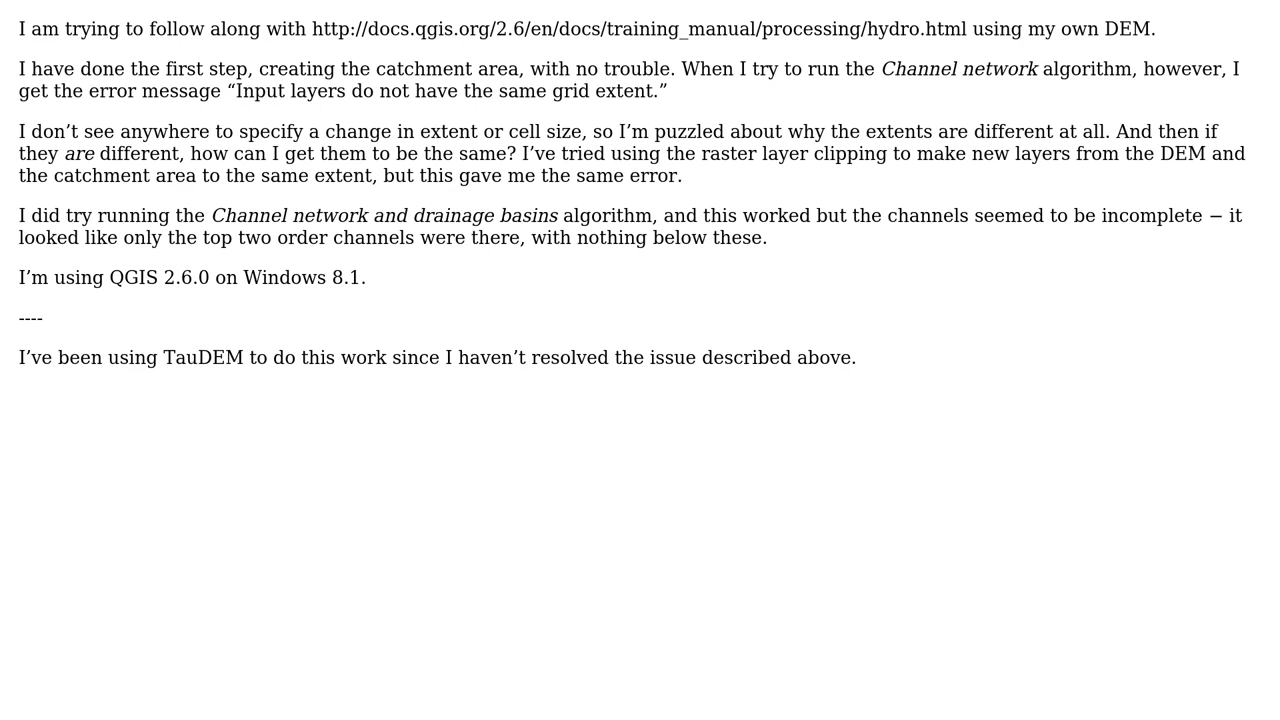 I am trying to follow along with http://docs.qgis.org/2.6/en/docs/training_manual/processing/hydro.html using my own DEM.
I have done the first step, creating the catchment area, with no trouble. When I try to run the Channel network algorithm, however, I
get the error message “Input layers do not have the same grid extent.”
I don’t see anywhere to specify a change in extent or cell size, so I’m puzzled about why the extents are different at all. And then if
they are different, how can I get them to be the same? I’ve tried using the raster layer clipping to make new layers from the DEM and
the catchment area to the same extent, but this gave me the same error.
I did try running the Channel network and drainage basins algorithm, and this worked but the channels seemed to be incomplete − it
looked like only the top two order channels were there, with nothing below these.
I’m using QGIS 2.6.0 on Windows 8.1.
----
I’ve been using TauDEM to do this work since I haven’t resolved the issue described above.